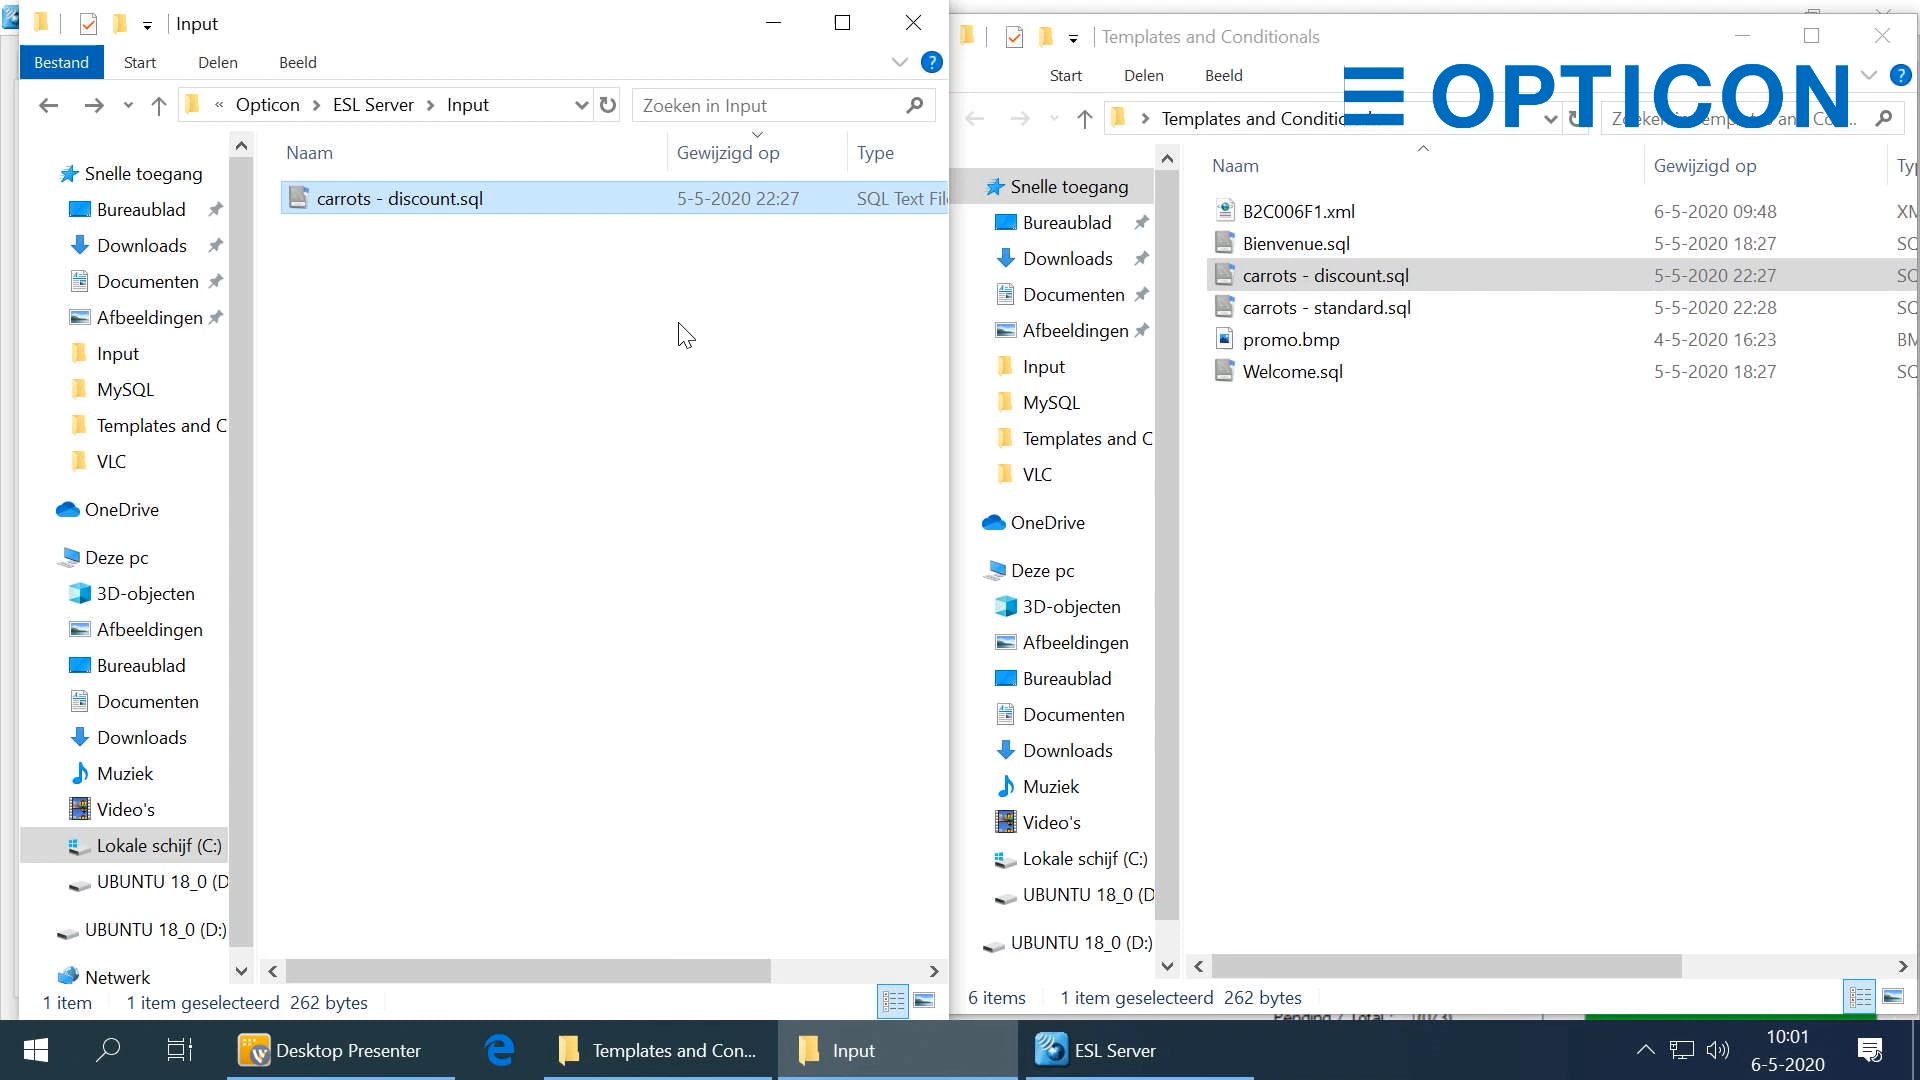 Input
Bestand Start Delen Beeld
« Opticon > ESL Server > Input
Zoeken in Input
Naam Gewijzigd op Type
carrots - discount.sql 5-5-2020 22:27 SQL Text Fil
Snelle toegang
Bureaublad
Downloads
Documenten
Afbeeldingen
Input
MySQL
Templates and C
VLC
OneDrive
Deze pc
3D-objecten
Afbeeldingen
Bureaublad
Documenten
Downloads
Muziek
Video's
Lokale schijf (C:)
UBUNTU 18_0 (D
UBUNTU 18_0 (D:)
Netwerk
1 item 1 item geselecteerd 262 bytes
Templates and Conditionals
Start Delen Beeld
OPTICON
> Templates and Conditionals
Naam Gewijzigd op Ty
B2C006F1.xml 6-5-2020 09:48 XM
Bienvenue.sql 5-5-2020 18:27 SQ
carrots - discount.sql 5-5-2020 22:27 SQ
carrots - standard.sql 5-5-2020 22:28 SQ
promo.bmp 4-5-2020 16:23 BM
Welcome.sql 5-5-2020 18:27 SQ
Snelle toegang
Bureaublad
Downloads
Documenten
Afbeeldingen
Input
MySQL
Templates and C
VLC
OneDrive
Deze pc
3D-objecten
Afbeeldingen
Bureaublad
Documenten
Downloads
Muziek
Video's
Lokale schijf (C:)
UBUNTU 18_0 (D
UBUNTU 18_0 (D:)
6 items 1 item geselecteerd 262 bytes
Desktop Presenter
Templates and Con...
Input
ESL Server
10:01
6-5-2020